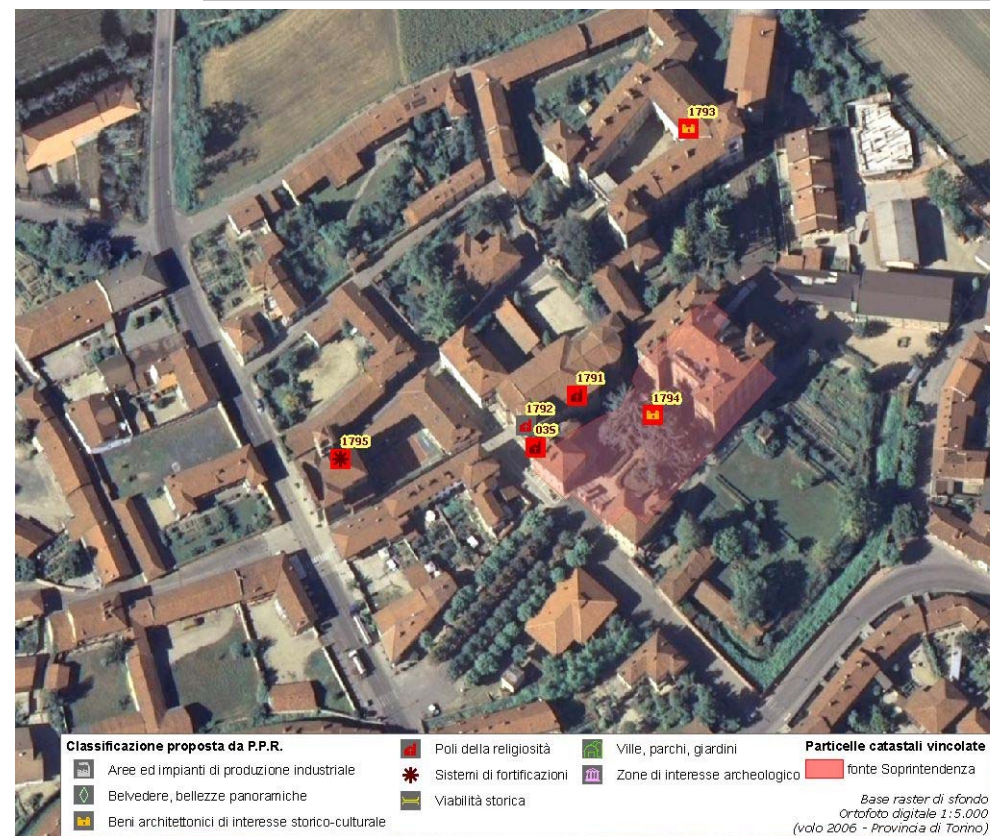 1793
1791
1794
1792
035
1795
Classificazione proposta da P.P.R.
Aree ed impianti di produzione industriale
Belvedere, bellezze panoramiche
Beni architettonici di interesse storico-culturale
Poli della religiosità
Sistemi di fortificazioni
Viabilità storica
Ville, parchi, giardini
Zone di interesse archeologico
Particelle catastali vincolate
fonte Soprintendenza
Base raster di sfondo
Ortofoto digitale 1:5.000
(volo 2006 - Provincia di Torino)